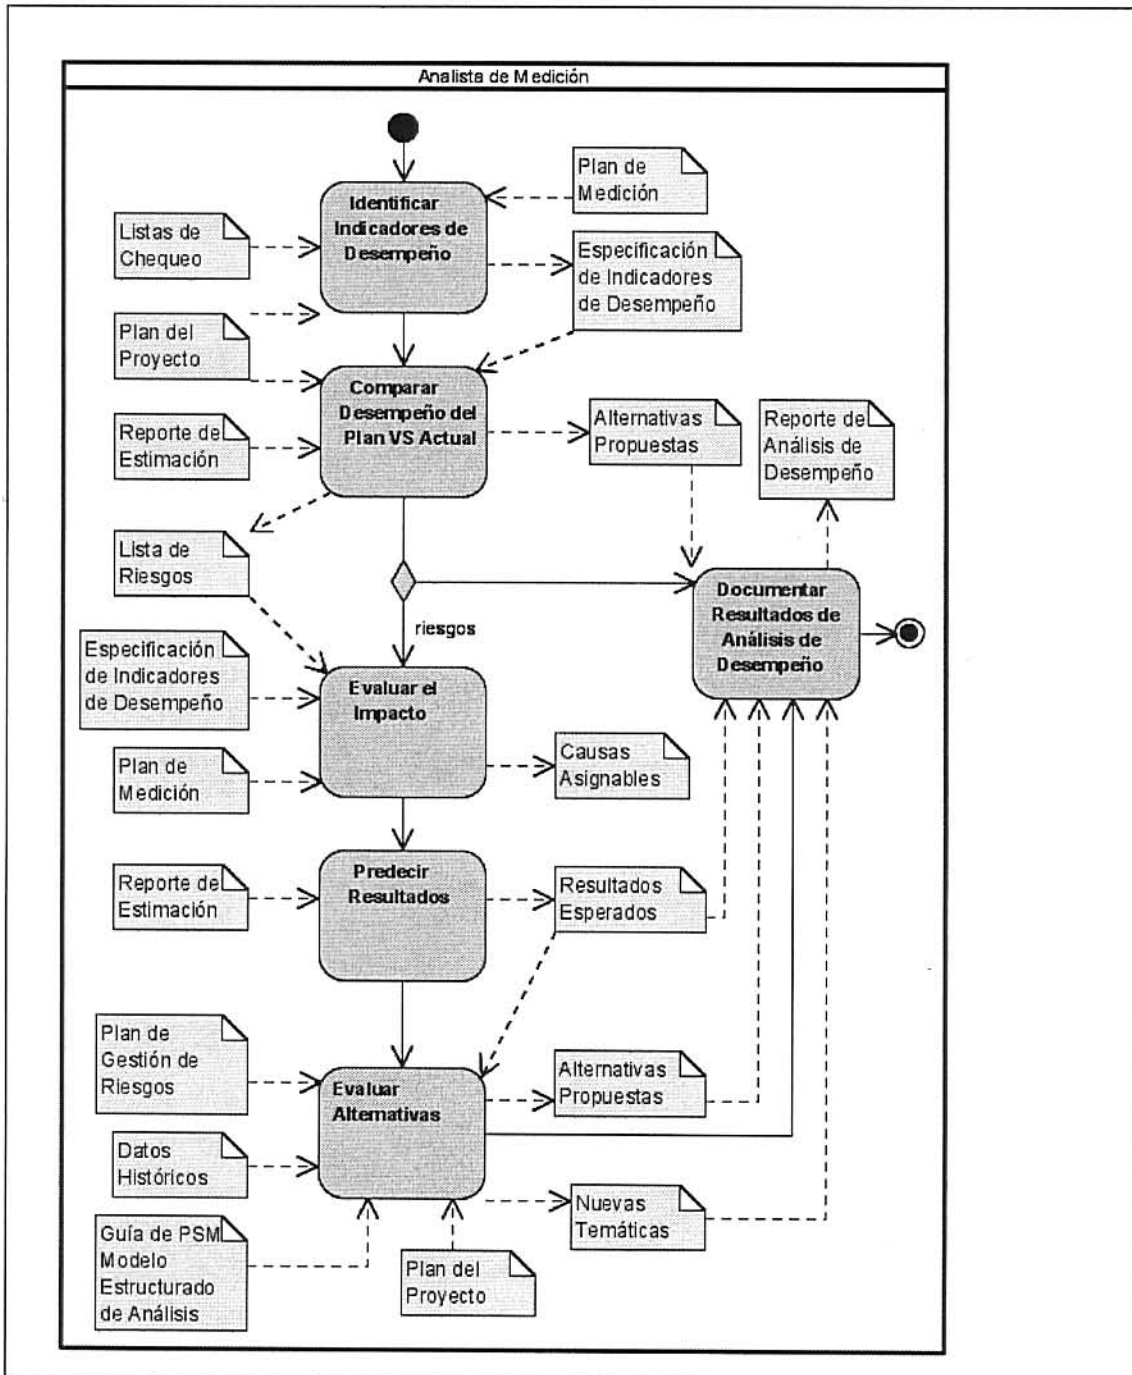 Analista de Medición
Plan de
Medición
Identificar
Indicadores de
Desempeño
Listas de
Chequeo
Especificación
de Indicadores
de Desempeño
Plan del
Proyecto
Comparar
Desempeño del
Plan VS Actual
Reporte de
Estimación
Alternativas
Propuestas
Reporte de
Análisis de
Desempeño
Lista de
Riesgos
riesgos
Documentar
Resultados de
Análisis de
Desempeño
Especificación
de Indicadores
de Desempeño
Evaluar el
Impacto
Plan de
Medición
Causas
Asignables
Predecir
Resultados
Reporte de
Estimación
Resultados
Esperados
Plan de
Gestión de
Riesgos
Evaluar
Alternativas
Alternativas
Propuestas
Datos
Históricos
Nuevas
Temáticas
Guía de PSM
Modelo
Estructurado
de Análisis
Plan del
Proyecto